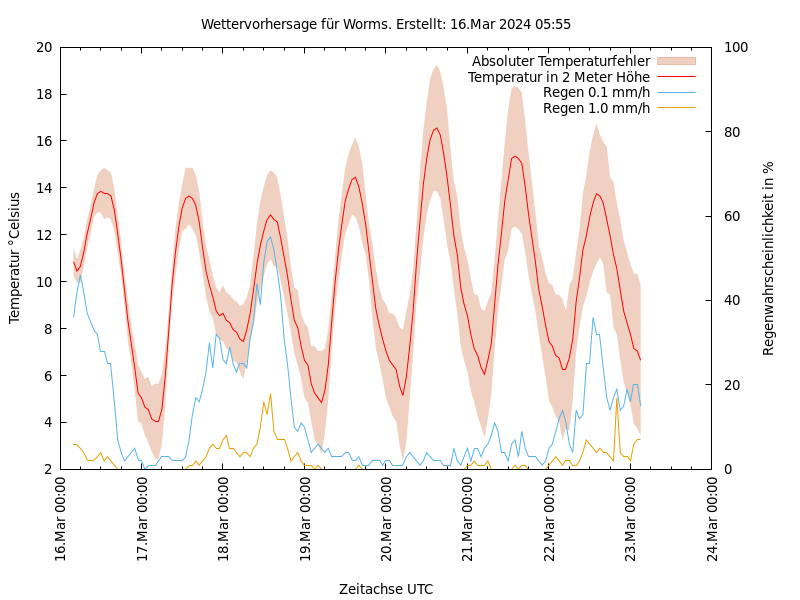 Wettervorhersage für Worms. Erstellt: 16.Mar 2024 05:55
Absoluter Temperaturfehler
Temperatur in 2 Meter Höhe
Regen 0.1 mm/h
Regen 1.0 mm/h
Temperatur °Celsius
20
18
16
14
12
10
8
6
4
2
Regenwahrscheinlichkeit in %
100
80
60
40
20
0
16.Mar 00:00
17.Mar 00:00
18.Mar 00:00
19.Mar 00:00
20.Mar 00:00
21.Mar 00:00
22.Mar 00:00
23.Mar 00:00
24.Mar 00:00
Zeitachse UTC